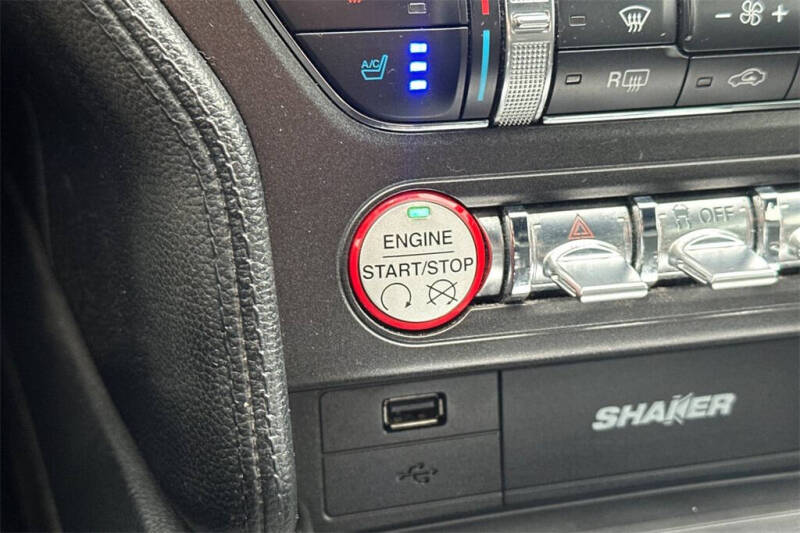 A/C
R
ENGINE
START/STOP
OFF
SHAKER